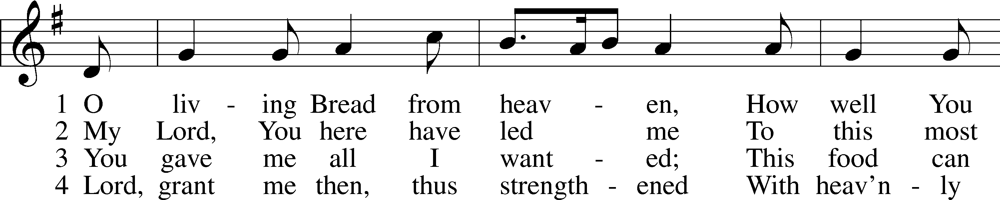 1 O liv - ing Bread from heav - en, How well You
2 My Lord, You here have led me To this most
3 You gave me all I want - ed; This food can
4 Lord, grant me then, thus strength - ened With heav’n - ly